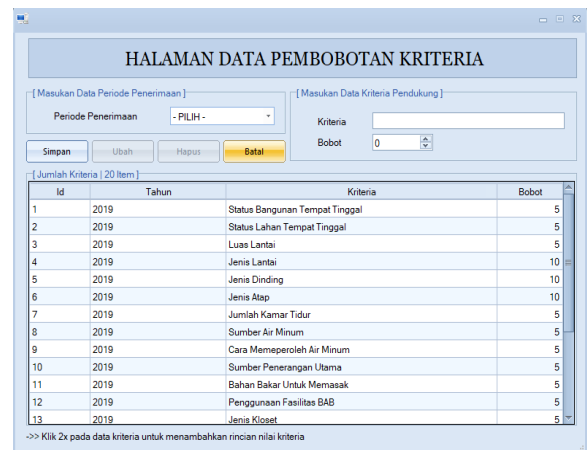 HALAMAN DATA PEMBOBOTAN KRITERIA
[ Masukan Data Periode Penerimaan ]
Periode Penerimaan - PILIH -
[ Masukan Data Kriteria Pendukung ]
Kriteria
Bobot 0
Simpan Ubah Hapus Batal
[ Jumlah Kriteria | 20 Item ]
Id Tahun Kriteria Bobot
1 2019 Status Bangunan Tempat Tinggal 5
2 2019 Status Lahan Tempat Tinggal 5
3 2019 Luas Lantai 5
4 2019 Jenis Lantai 10
5 2019 Jenis Dinding 10
6 2019 Jenis Atap 10
7 2019 Jumlah Kamar Tidur 5
8 2019 Sumber Air Minum 5
9 2019 Cara Memeperoleh Air Minum 5
10 2019 Sumber Penerangan Utama 5
11 2019 Bahan Bakar Untuk Memasak 5
12 2019 Penggunaan Fasilitas BAB 5
13 2019 Jenis Kloset 5
->> Klik 2x pada data kriteria untuk menambahkan rincian nilai kriteria